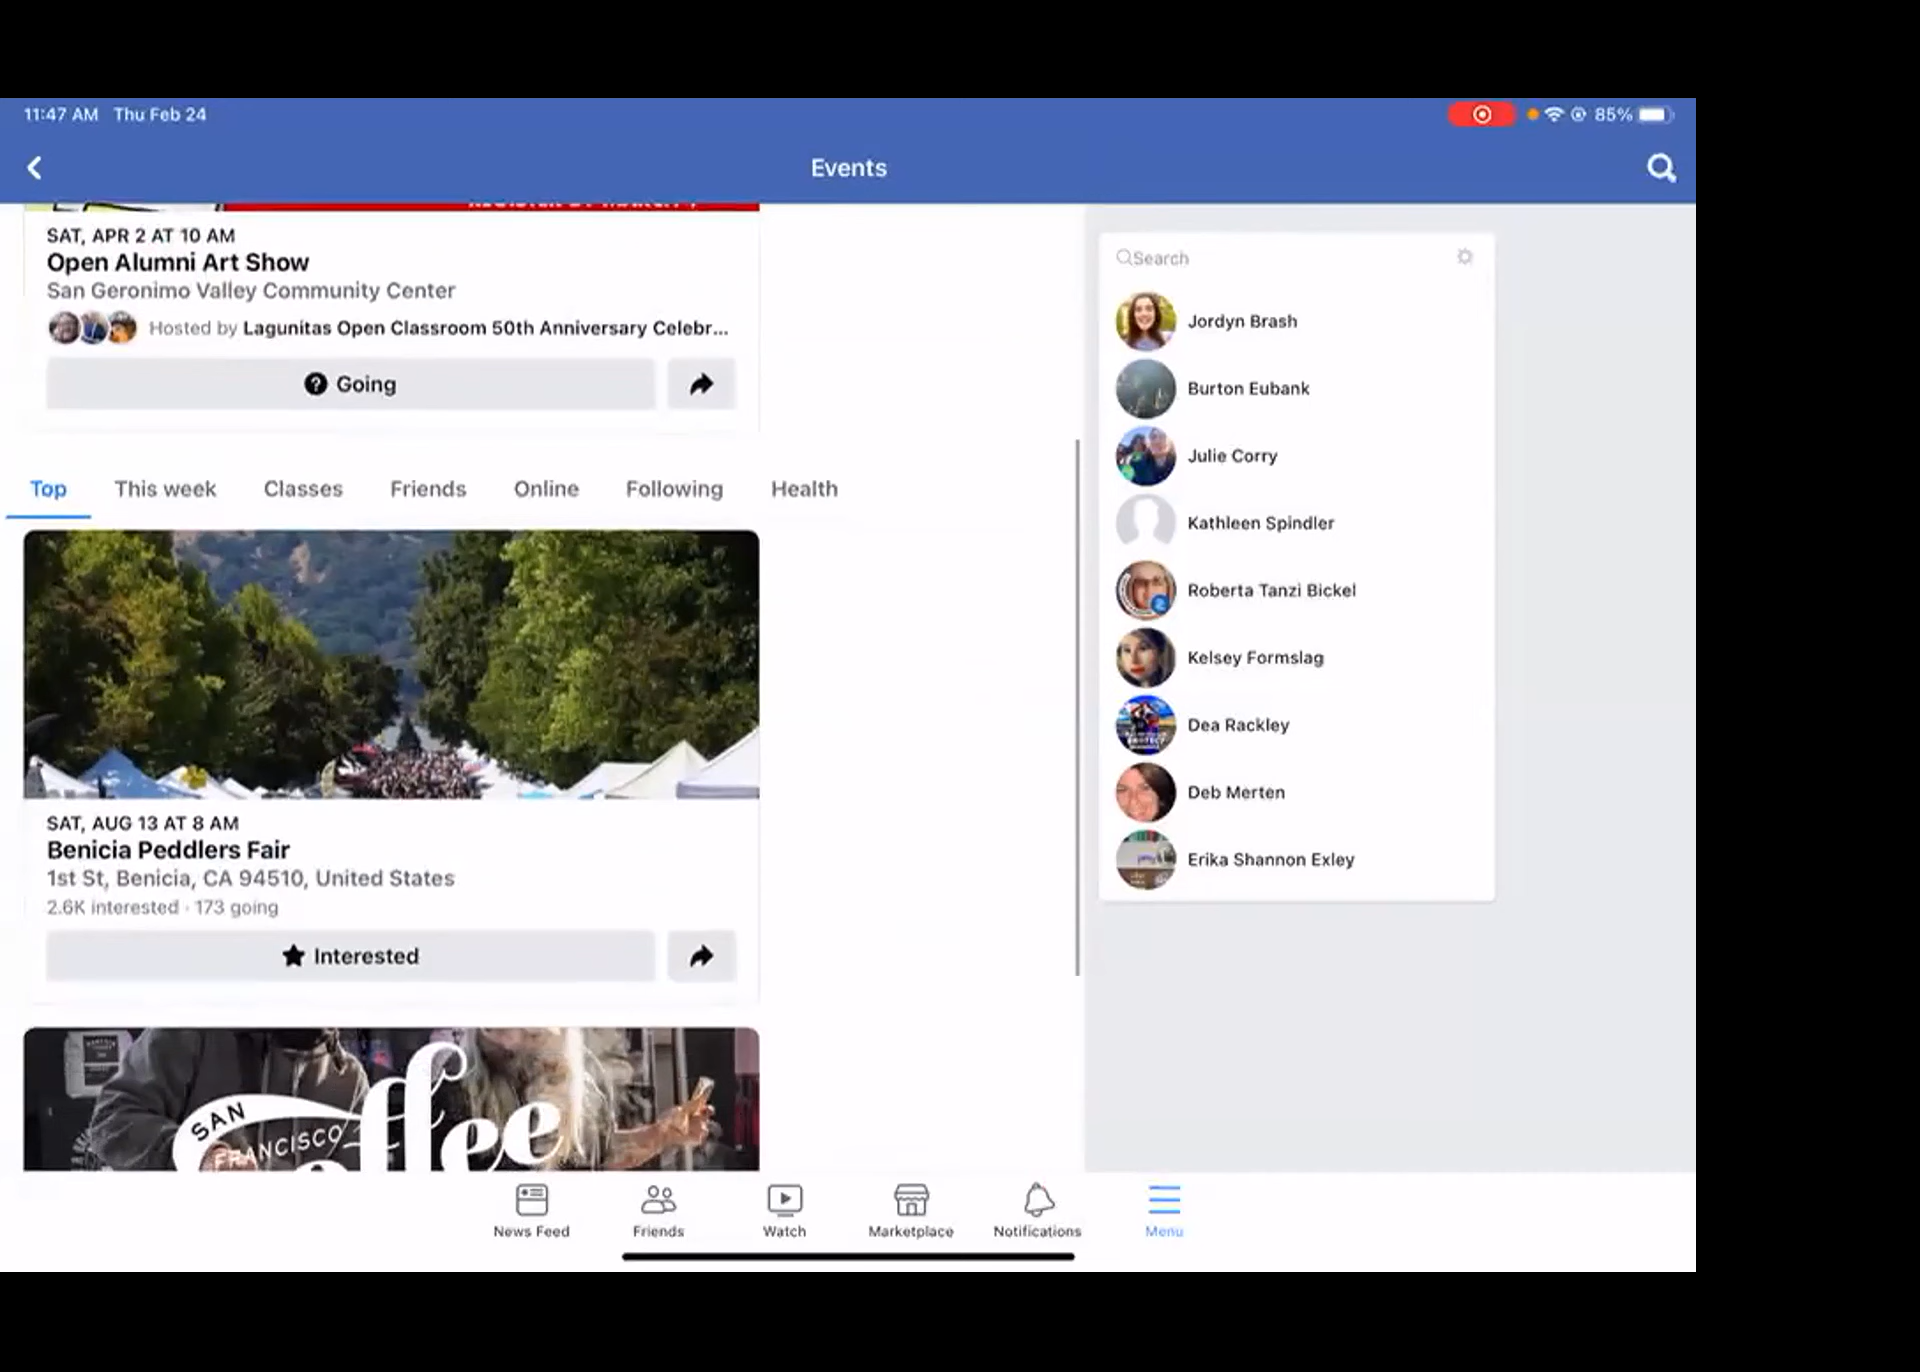 11:47 AM Thu Feb 24
85%
Events
SAT, APR 2 AT 10 AM
Open Alumni Art Show
San Geronimo Valley Community Center
Hosted by Lagunitas Open Classroom 50th Anniversary Celebr...
Going
Top This week Classes Friends Online Following Health
SAT, AUG 13 AT 8 AM
Benicia Peddlers Fair
1st St, Benicia, CA 94510, United States
2.6K interested · 173 going
Interested
SAN
FRANCISCO
Coffee
Search
Jordyn Brash
Burton Eubank
Julie Corry
Kathleen Spindler
Roberta Tanzi Bickel
Kelsey Formslag
Dea Rackley
Deb Merten
Erika Shannon Exley
News Feed Friends Watch Marketplace Notifications Menu